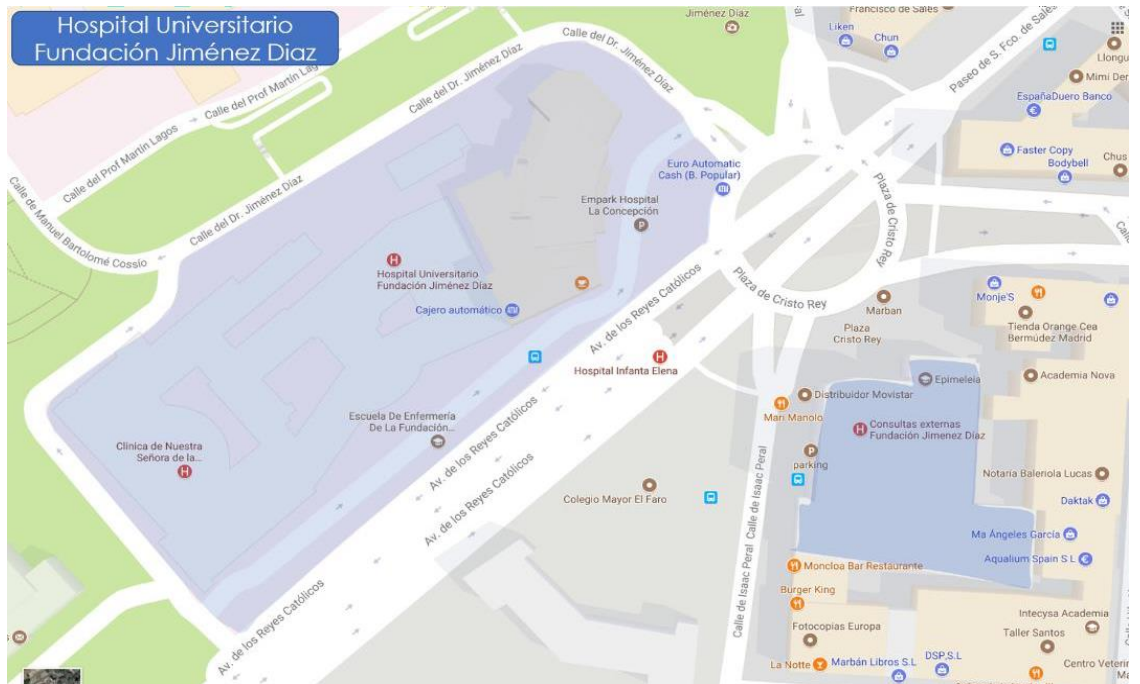 Hospital Universitario
Fundación Jiménez Diaz
Jiménez Díaz
Francisco de Sales
Liken
Chun
Calle del Dr. Jiménez Díaz
Paseo de S. Fco. de Sales
Llongu
Mimi Der
EspañaDuero Banco
Faster Copy
Bodybell
Chus
Calle del Prof Martín Lagos
Calle del Dr. Jiménez Díaz
Calle del Prof Martín Lagos
Calle de Manuel Bartolomé Cossío
Calle del Dr. Jiménez Díaz
Euro Automatic
Cash (B. Popular)
Plaza de Cristo Rey
Empark Hospital
La Concepción
Hospital Universitario
Fundación Jiménez Díaz
Cajero automático
Av. de los Reyes Católicos
Plaza de Cristo Rey
Marban
Plaza
Cristo Rey
Monje'S
Tienda Orange Cea
Bermúdez Madrid
Hospital Infanta Elena
Epimeleia
Academia Nova
Distribuidor Movistar
Mari Manolo
Consultas externas
Fundación Jimenez Díaz
Escuela De Enfermería
De La Fundación...
Clínica de Nuestra
Señora de la...
Av. de los Reyes Católicos
Av. de los Reyes Católicos
parking
Colegio Mayor El Faro
Calle de Isaac Peral
Notaria Baleriola Lucas
Daktak
Ma Ángeles García
Aqualium Spain S L
Moncloa Bar Restaurante
Burger King
Calle de Isaac Peral
Av. de los Reyes Católicos
Fotocopias Europa
Intecysa Academia
Taller Santos
La Notte
Marbán Libros S.L
DSP,S.L
Centro Veterin